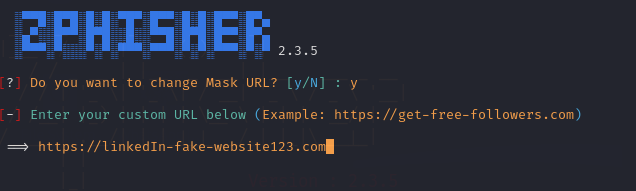 ZPHISHER 2.3.5
[?] Do you want to change Mask URL? [y/N] : y
[-] Enter your custom URL below (Example: https://get-free-followers.com)
==> https://linkedIn-fake-website123.com